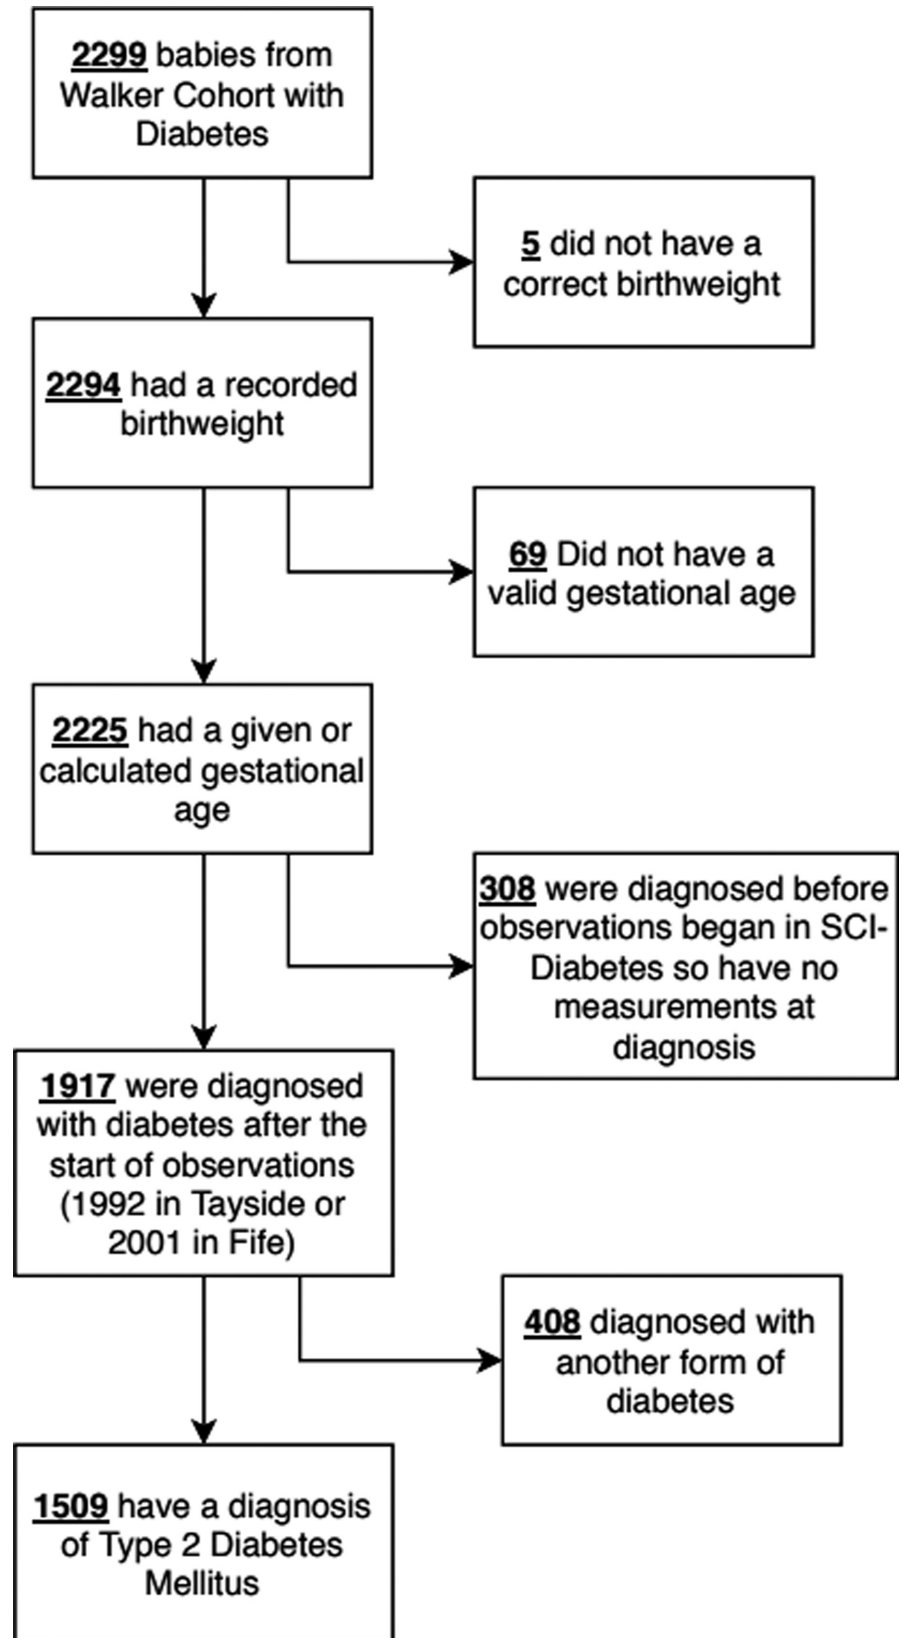 2299 babies from
Walker Cohort with
Diabetes
5 did not have a
correct birthweight
2294 had a recorded
birthweight
69 Did not have a
valid gestational age
2225 had a given or
calculated gestational
age
308 were diagnosed before
observations began in SCI-
Diabetes so have no
measurements at
diagnosis
1917 were diagnosed
with diabetes after the
start of observations
(1992 in Tayside or
2001 in Fife)
408 diagnosed with
another form of
diabetes
1509 have a diagnosis
of Type 2 Diabetes
Mellitus